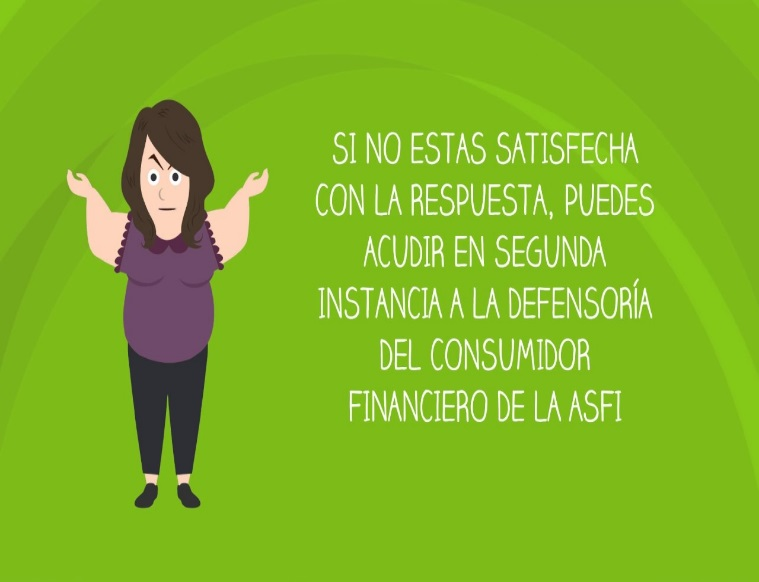 SI NO ESTAS SATISFECHA
CON LA RESPUESTA, PUEDES
ACUDIR EN SEGUNDA
INSTANCIA A LA DEFENSORÍA
DEL CONSUMIDOR
FINANCIERO DE LA ASFI